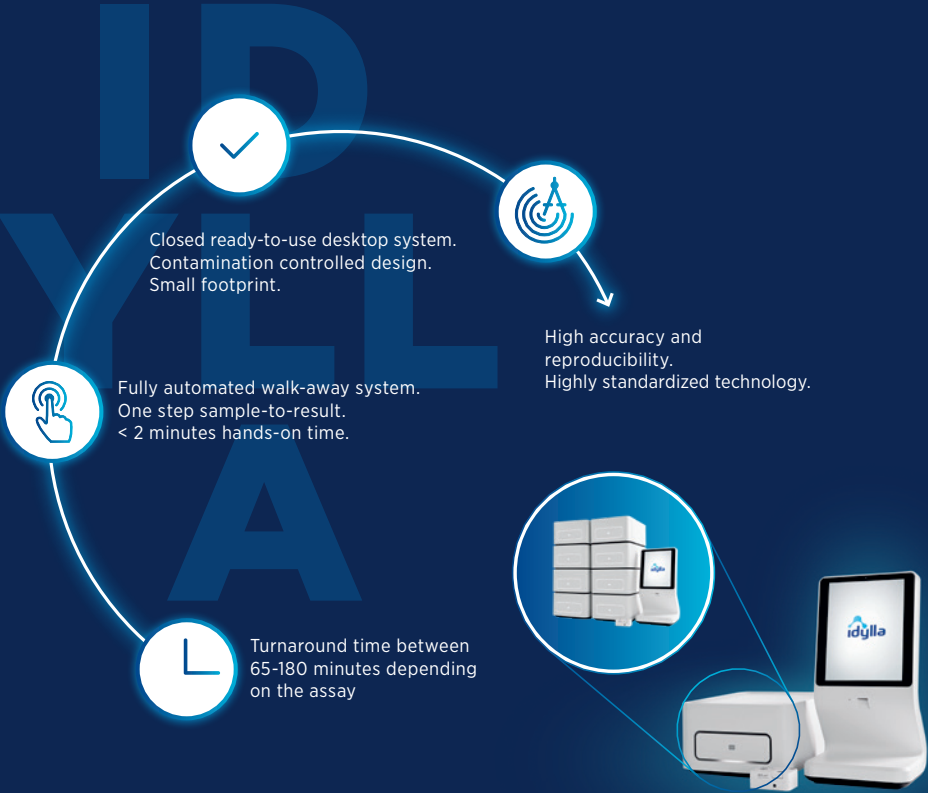 ID
YLL
A
Closed ready-to-use desktop system.
Contamination controlled design.
Small footprint.
High accuracy and
reproducibility.
Highly standardized technology.
Fully automated walk-away system.
One step sample-to-result.
< 2 minutes hands-on time.
Turnaround time between
65-180 minutes depending
on the assay
idylla
idylla